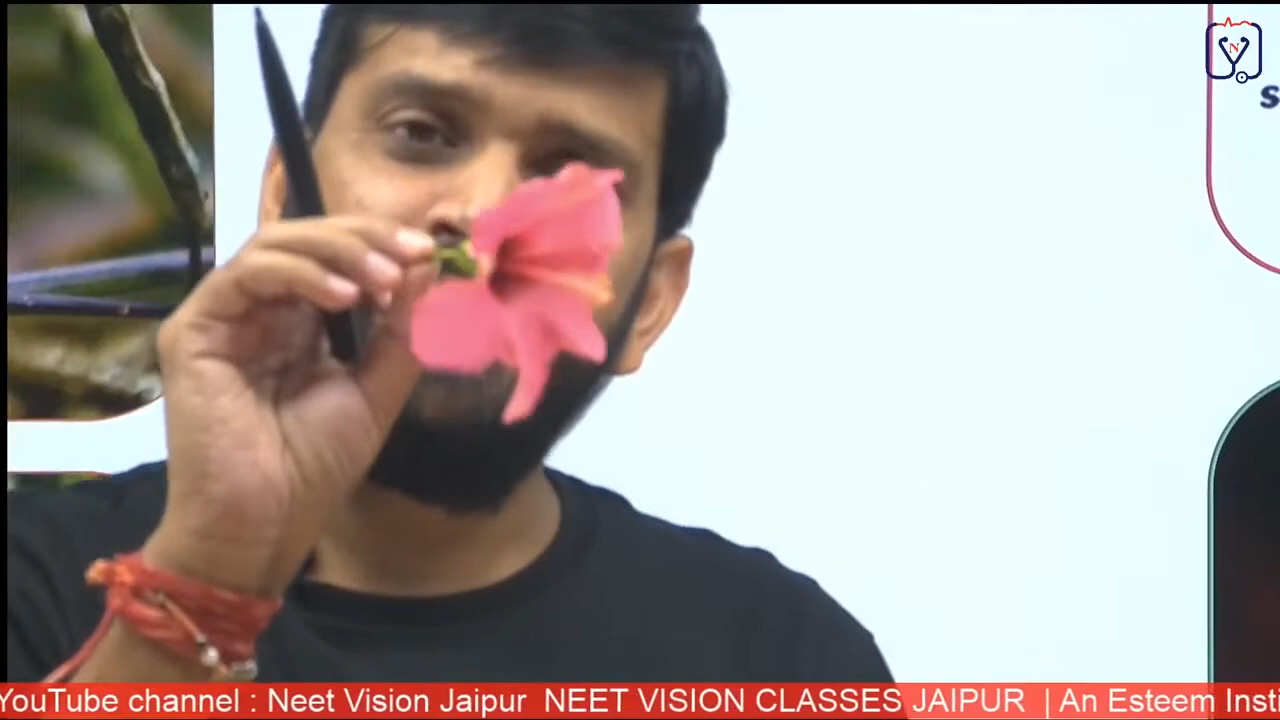 N
S
YouTube channel : Neet Vision Jaipur NEET VISION CLASSES JAIPUR | An Esteem Insti